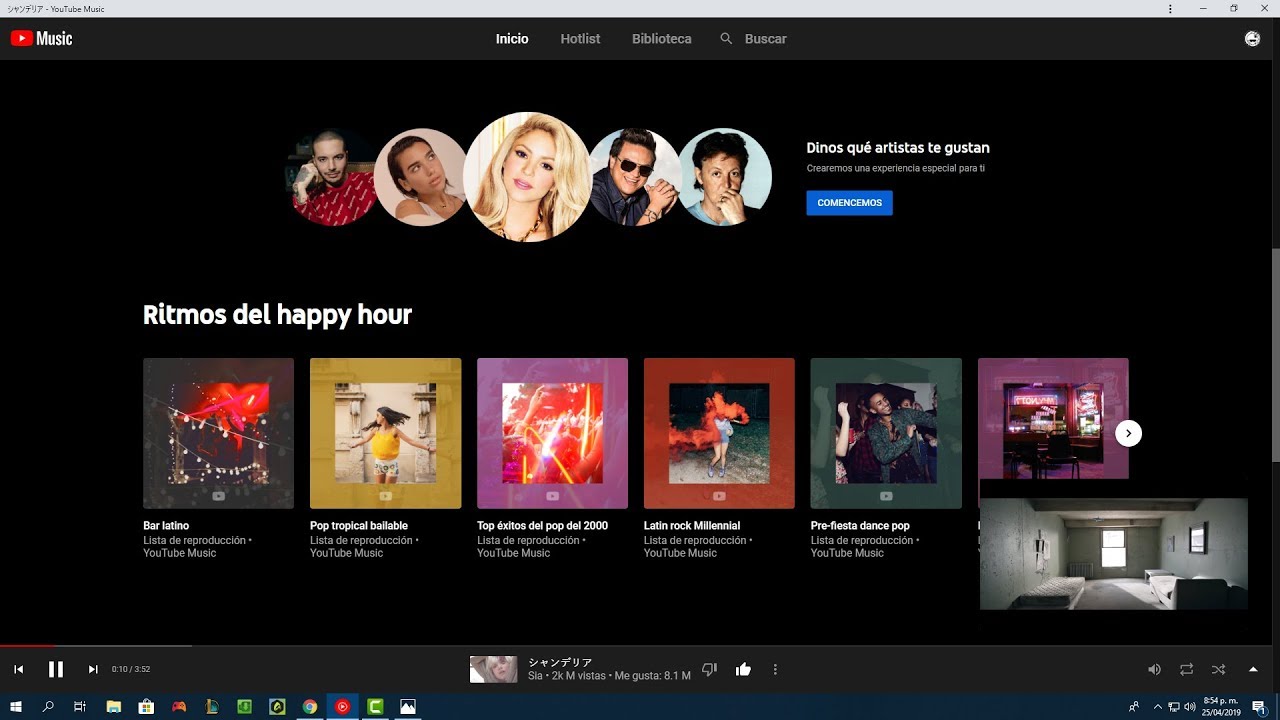 シャンデリア - YouTube Music
Music
Inicio
Hotlist
Biblioteca
Buscar
Dinos qué artistas te gustan
Crearemos una experiencia especial para ti
COMENCEMOS
Ritmos del happy hour
Bar latino
Lista de reproducción •
YouTube Music
Pop tropical bailable
Lista de reproducción •
YouTube Music
Top éxitos del pop del 2000
Lista de reproducción •
YouTube Music
Latin rock Millennial
Lista de reproducción •
YouTube Music
Pre-fiesta dance pop
Lista de reproducción •
YouTube Music
0:10 / 3:52
シャンデリア
Sia • 2k M vistas • Me gusta: 8.1 M
8:54 p. m.
25/04/2019